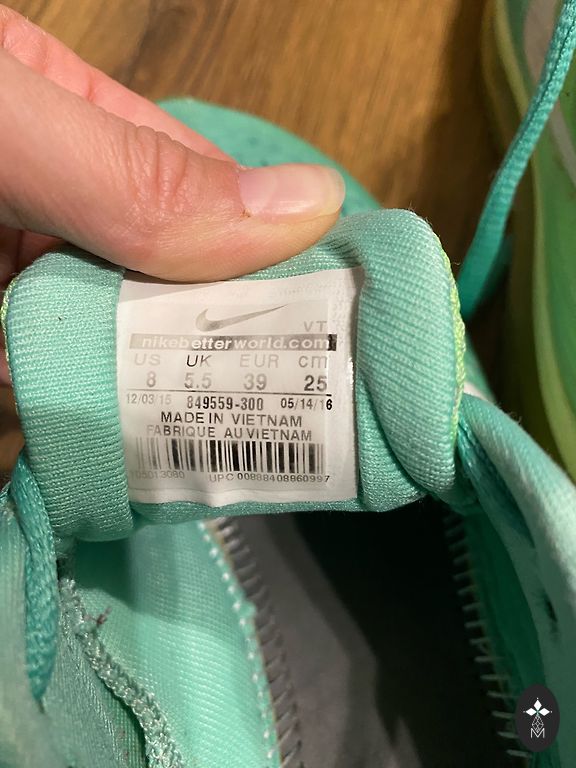 VT
nikebetterworld.com
US UK EUR cm
8 5.5 39 25
12/03/15 849559-300 05/14/16
MADE IN VIETNAM
FABRIQUE AU VIETNAM
UPC 00888408960997